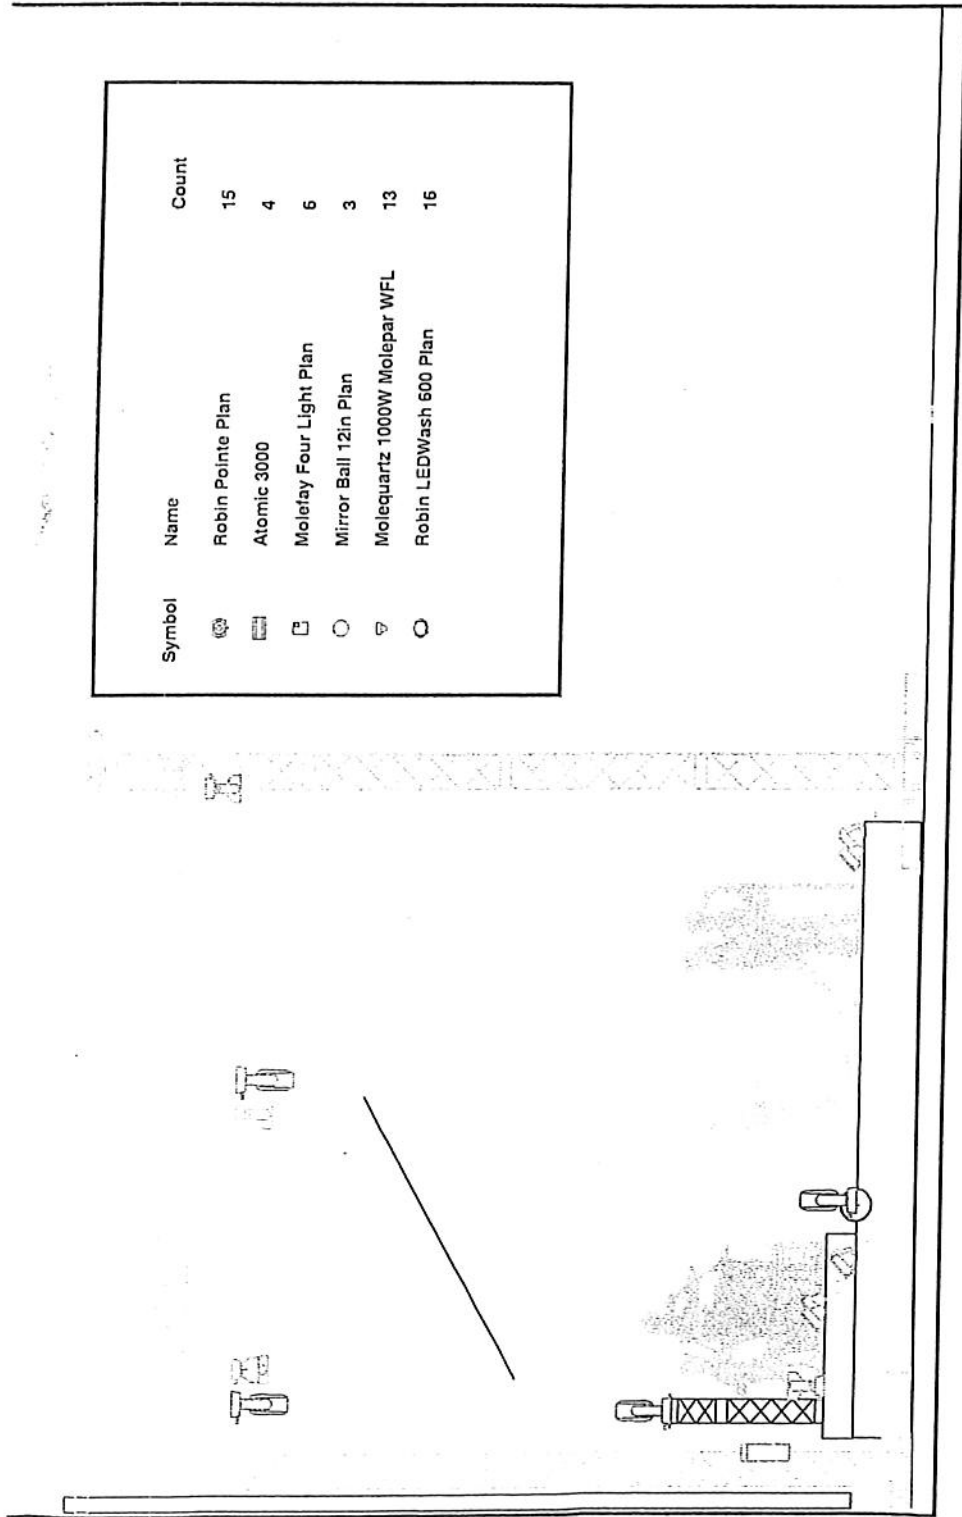 Symbol Name Count
Robin Pointe Plan 15
Atomic 3000 4
Molefay Four Light Plan 6
Mirror Ball 12in Plan 3
Molequartz 1000W Molepar WFL 13
Robin LEDWash 600 Plan 16